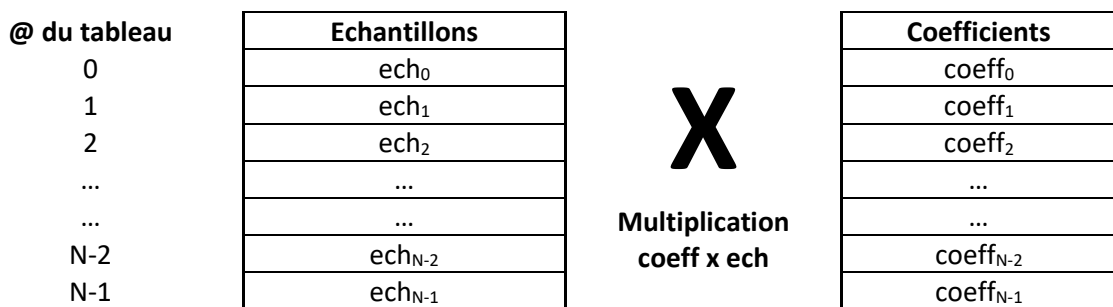 @ du tableau Echantillons Coefficients
0 ech₀ coeff₀
1 ech₁ coeff₁
2 ech₂ X coeff₂
... ... ...
... ... Multiplication ...
N-2 echN-2 coeff x ech coeffN-2
N-1 echN-1 coeffN-1